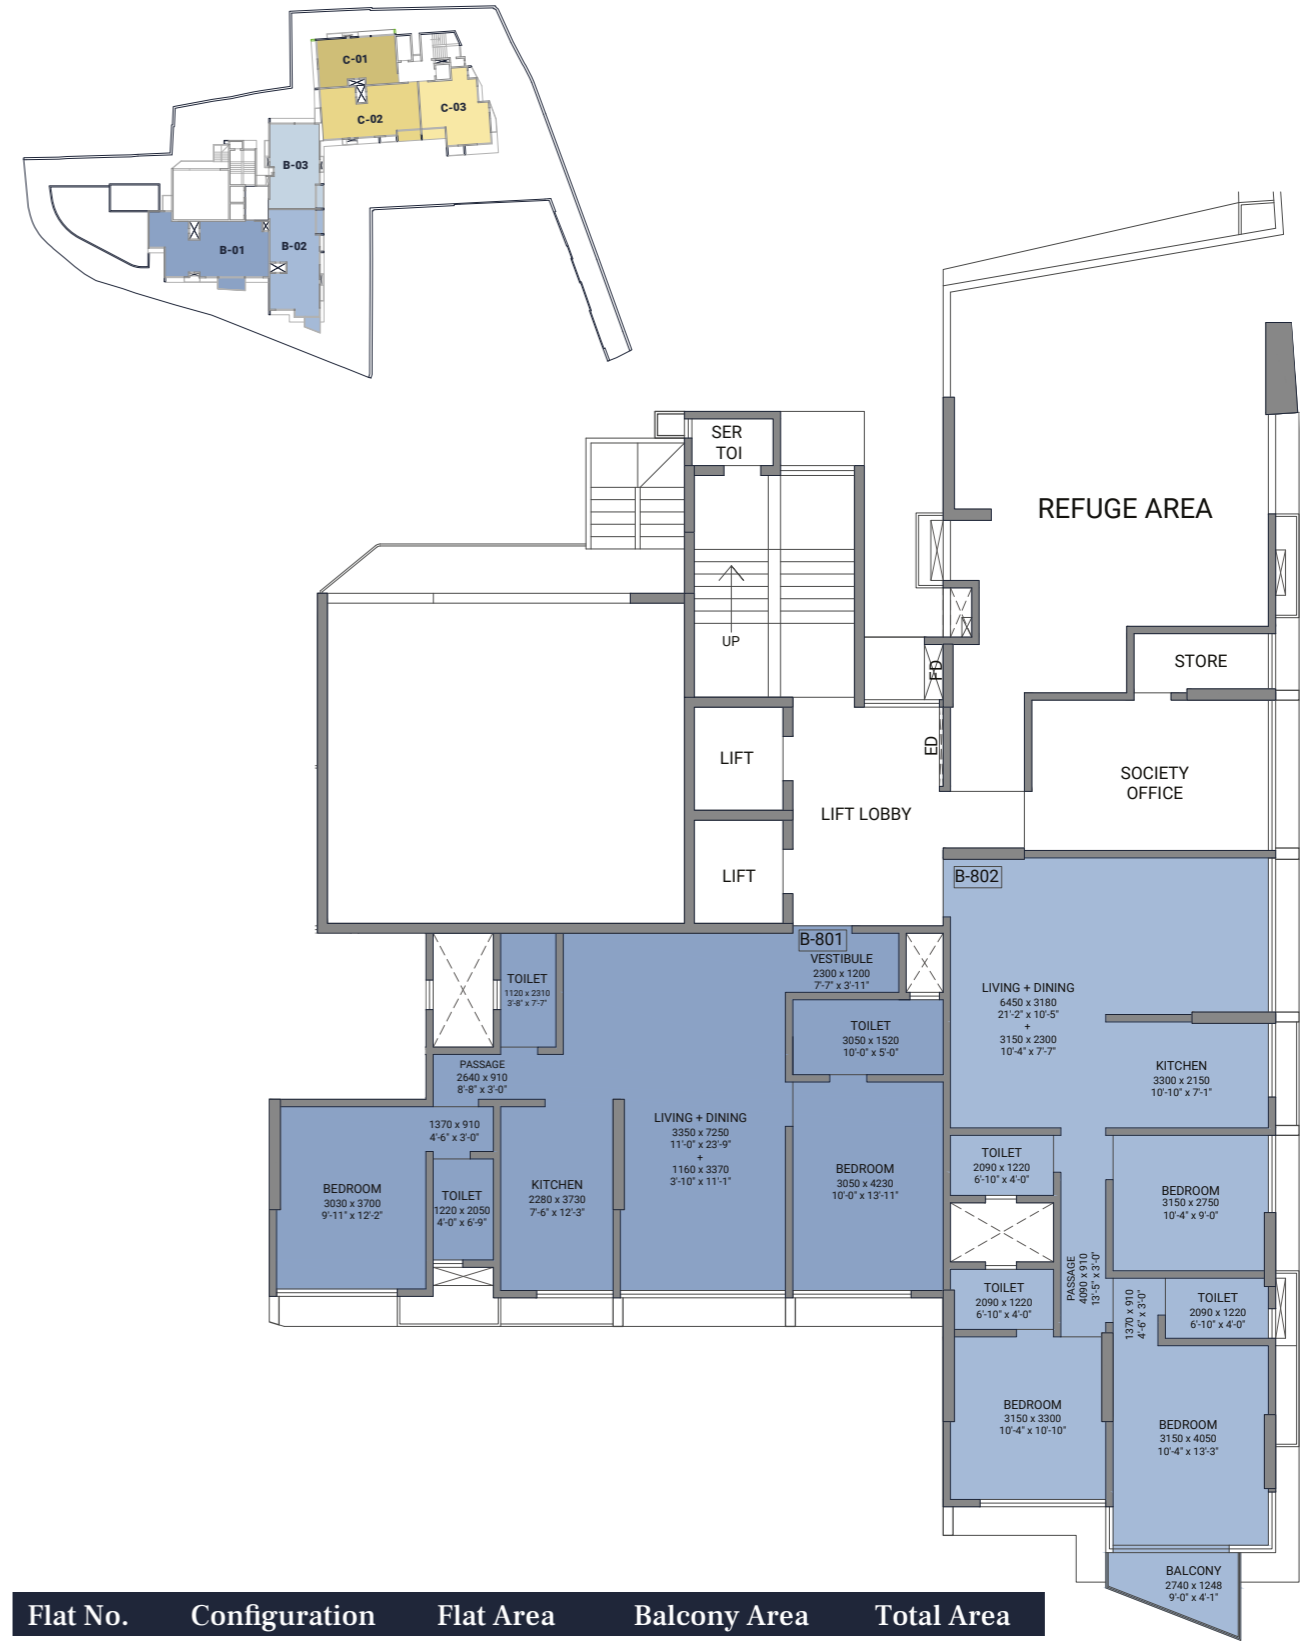 C-01
C-02
C-03
B-03
B-01
B-02
SER
TOI
REFUGE AREA
UP
FD
STORE
ED
LIFT
SOCIETY
OFFICE
LIFT LOBBY
LIFT
B-802
B-801
VESTIBULE
2300 x 1200
7'-7" x 3'-11"
TOILET
1120 x 2310
3'-8" x 7'-7"
LIVING + DINING
6450 x 3180
21'-2" x 10'-5"
+
3150 x 2300
10'-4" x 7'-7"
TOILET
3050 x 1520
10'-0" x 5'-0"
PASSAGE
2640 x 910
8'-8" x 3'-0"
KITCHEN
3300 x 2150
10'-10" x 7'-1"
1370 x 910
4'-6" x 3'-0"
LIVING + DINING
3350 x 7250
11'-0" x 23'-9"
+
1160 x 3370
3'-10" x 11'-1"
BEDROOM
3030 x 3700
9'-11" x 12'-2"
TOILET
1220 x 2050
4'-0" x 6'-9"
KITCHEN
2280 x 3730
7'-6" x 12'-3"
BEDROOM
3050 x 4230
10'-0" x 13'-11"
TOILET
2090 x 1220
6'-10" x 4'-0"
BEDROOM
3150 x 2750
10'-4" x 9'-0"
PASSAGE
4090 x 910
13'-5" x 3'-0"
TOILET
2090 x 1220
6'-10" x 4'-0"
1370 x 910
4'-6" x 3'-0"
TOILET
2090 x 1220
6'-10" x 4'-0"
BEDROOM
3150 x 3300
10'-4" x 10'-10"
BEDROOM
3150 x 4050
10'-4" x 13'-3"
BALCONY
2740 x 1248
9'-0" x 4'-1"
Flat No. Configuration Flat Area Balcony Area Total Area